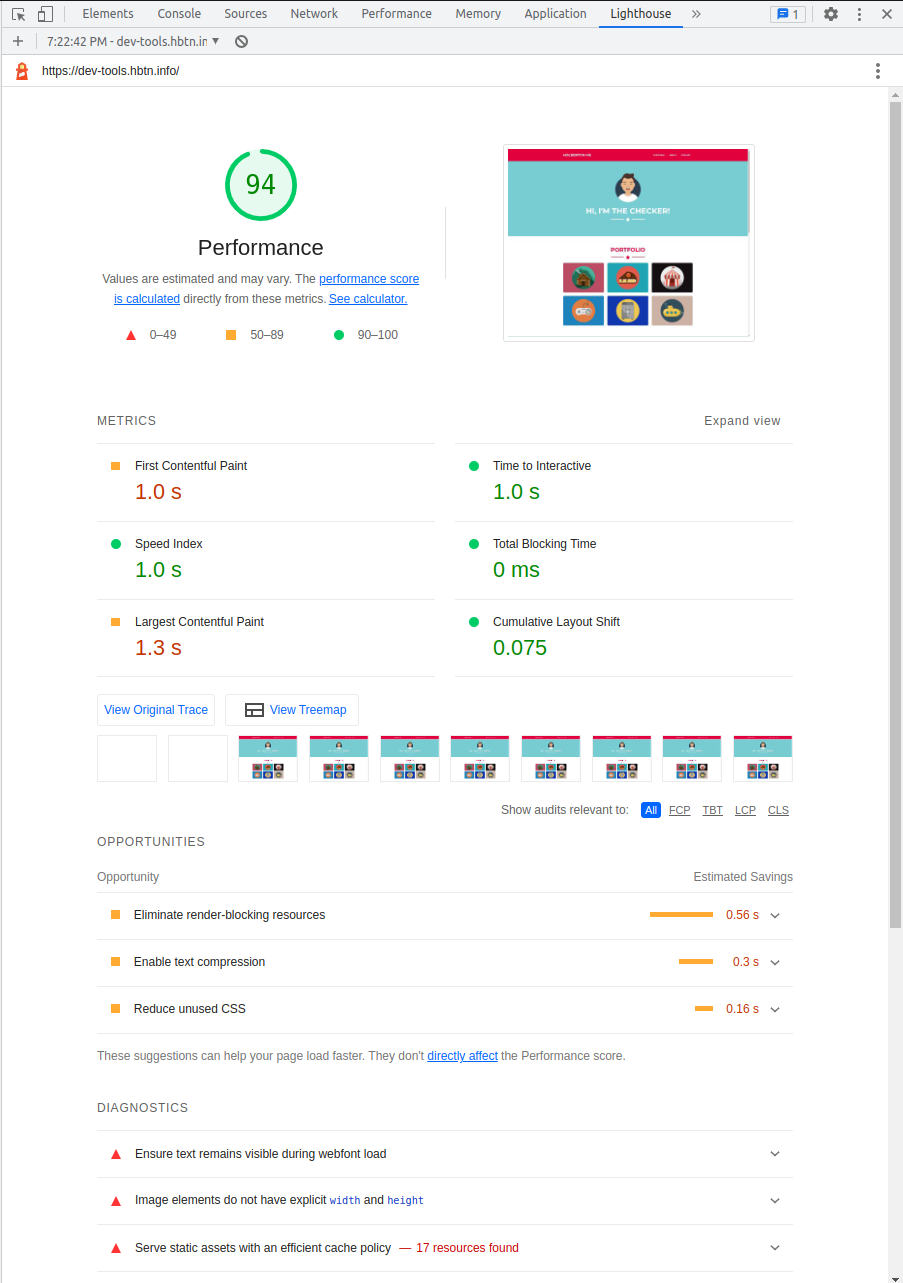 Elements Console Sources Network Performance Memory Application Lighthouse » 1
7:22:42 PM - dev-tools.hbtn.in
https://dev-tools.hbtn.info/
94
Performance
Values are estimated and may vary. The performance score
is calculated directly from these metrics. See calculator.
0–49 50–89 90–100
HI, I'M THE CHECKER!
PORTFOLIO
METRICS Expand view
First Contentful Paint
1.0 s
Time to Interactive
1.0 s
Speed Index
1.0 s
Total Blocking Time
0 ms
Largest Contentful Paint
1.3 s
Cumulative Layout Shift
0.075
View Original Trace View Treemap
Show audits relevant to: All FCP TBT LCP CLS
OPPORTUNITIES
Opportunity Estimated Savings
Eliminate render-blocking resources 0.56 s
Enable text compression 0.3 s
Reduce unused CSS 0.16 s
These suggestions can help your page load faster. They don't directly affect the Performance score.
DIAGNOSTICS
Ensure text remains visible during webfont load
Image elements do not have explicit width and height
Serve static assets with an efficient cache policy — 17 resources found